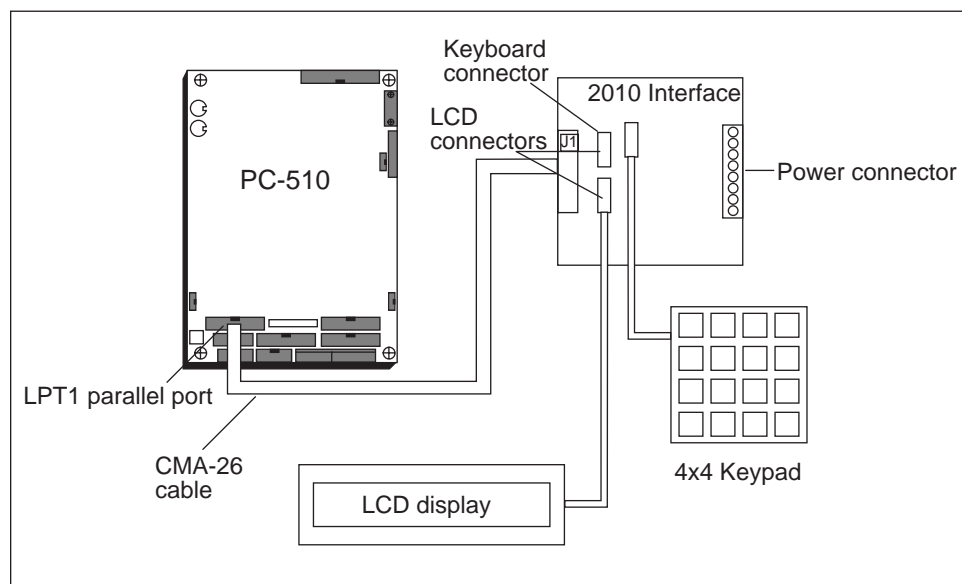 Keyboard
connector
2010 Interface
LCD
connectors
J1
PC-510
Power connector
LPT1 parallel port
CMA-26
cable
4x4 Keypad
LCD display